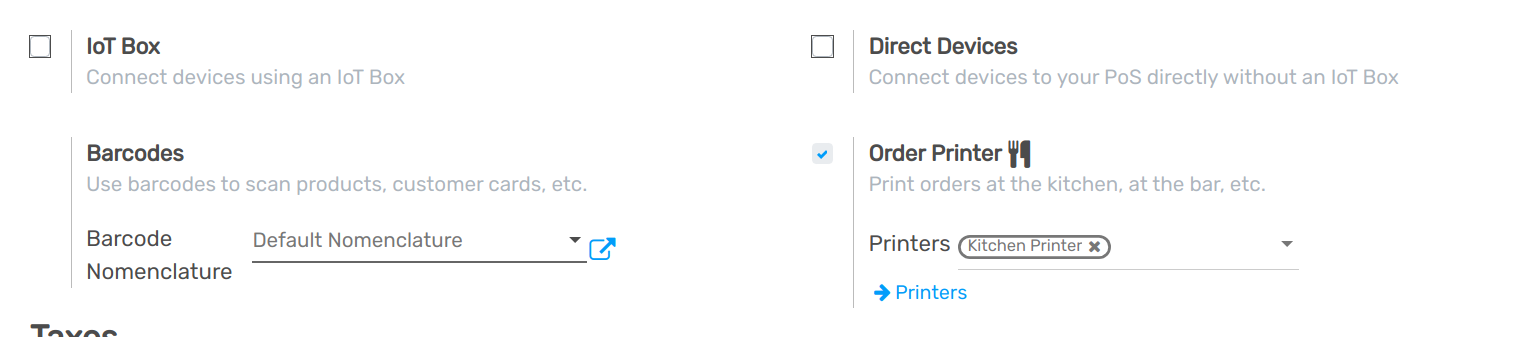 IoT Box
Connect devices using an IoT Box
Direct Devices
Connect devices to your PoS directly without an IoT Box
Barcodes
Use barcodes to scan products, customer cards, etc.
Barcode
Nomenclature
Default Nomenclature
Order Printer
Print orders at the kitchen, at the bar, etc.
Printers
Kitchen Printer
Printers
Taxes